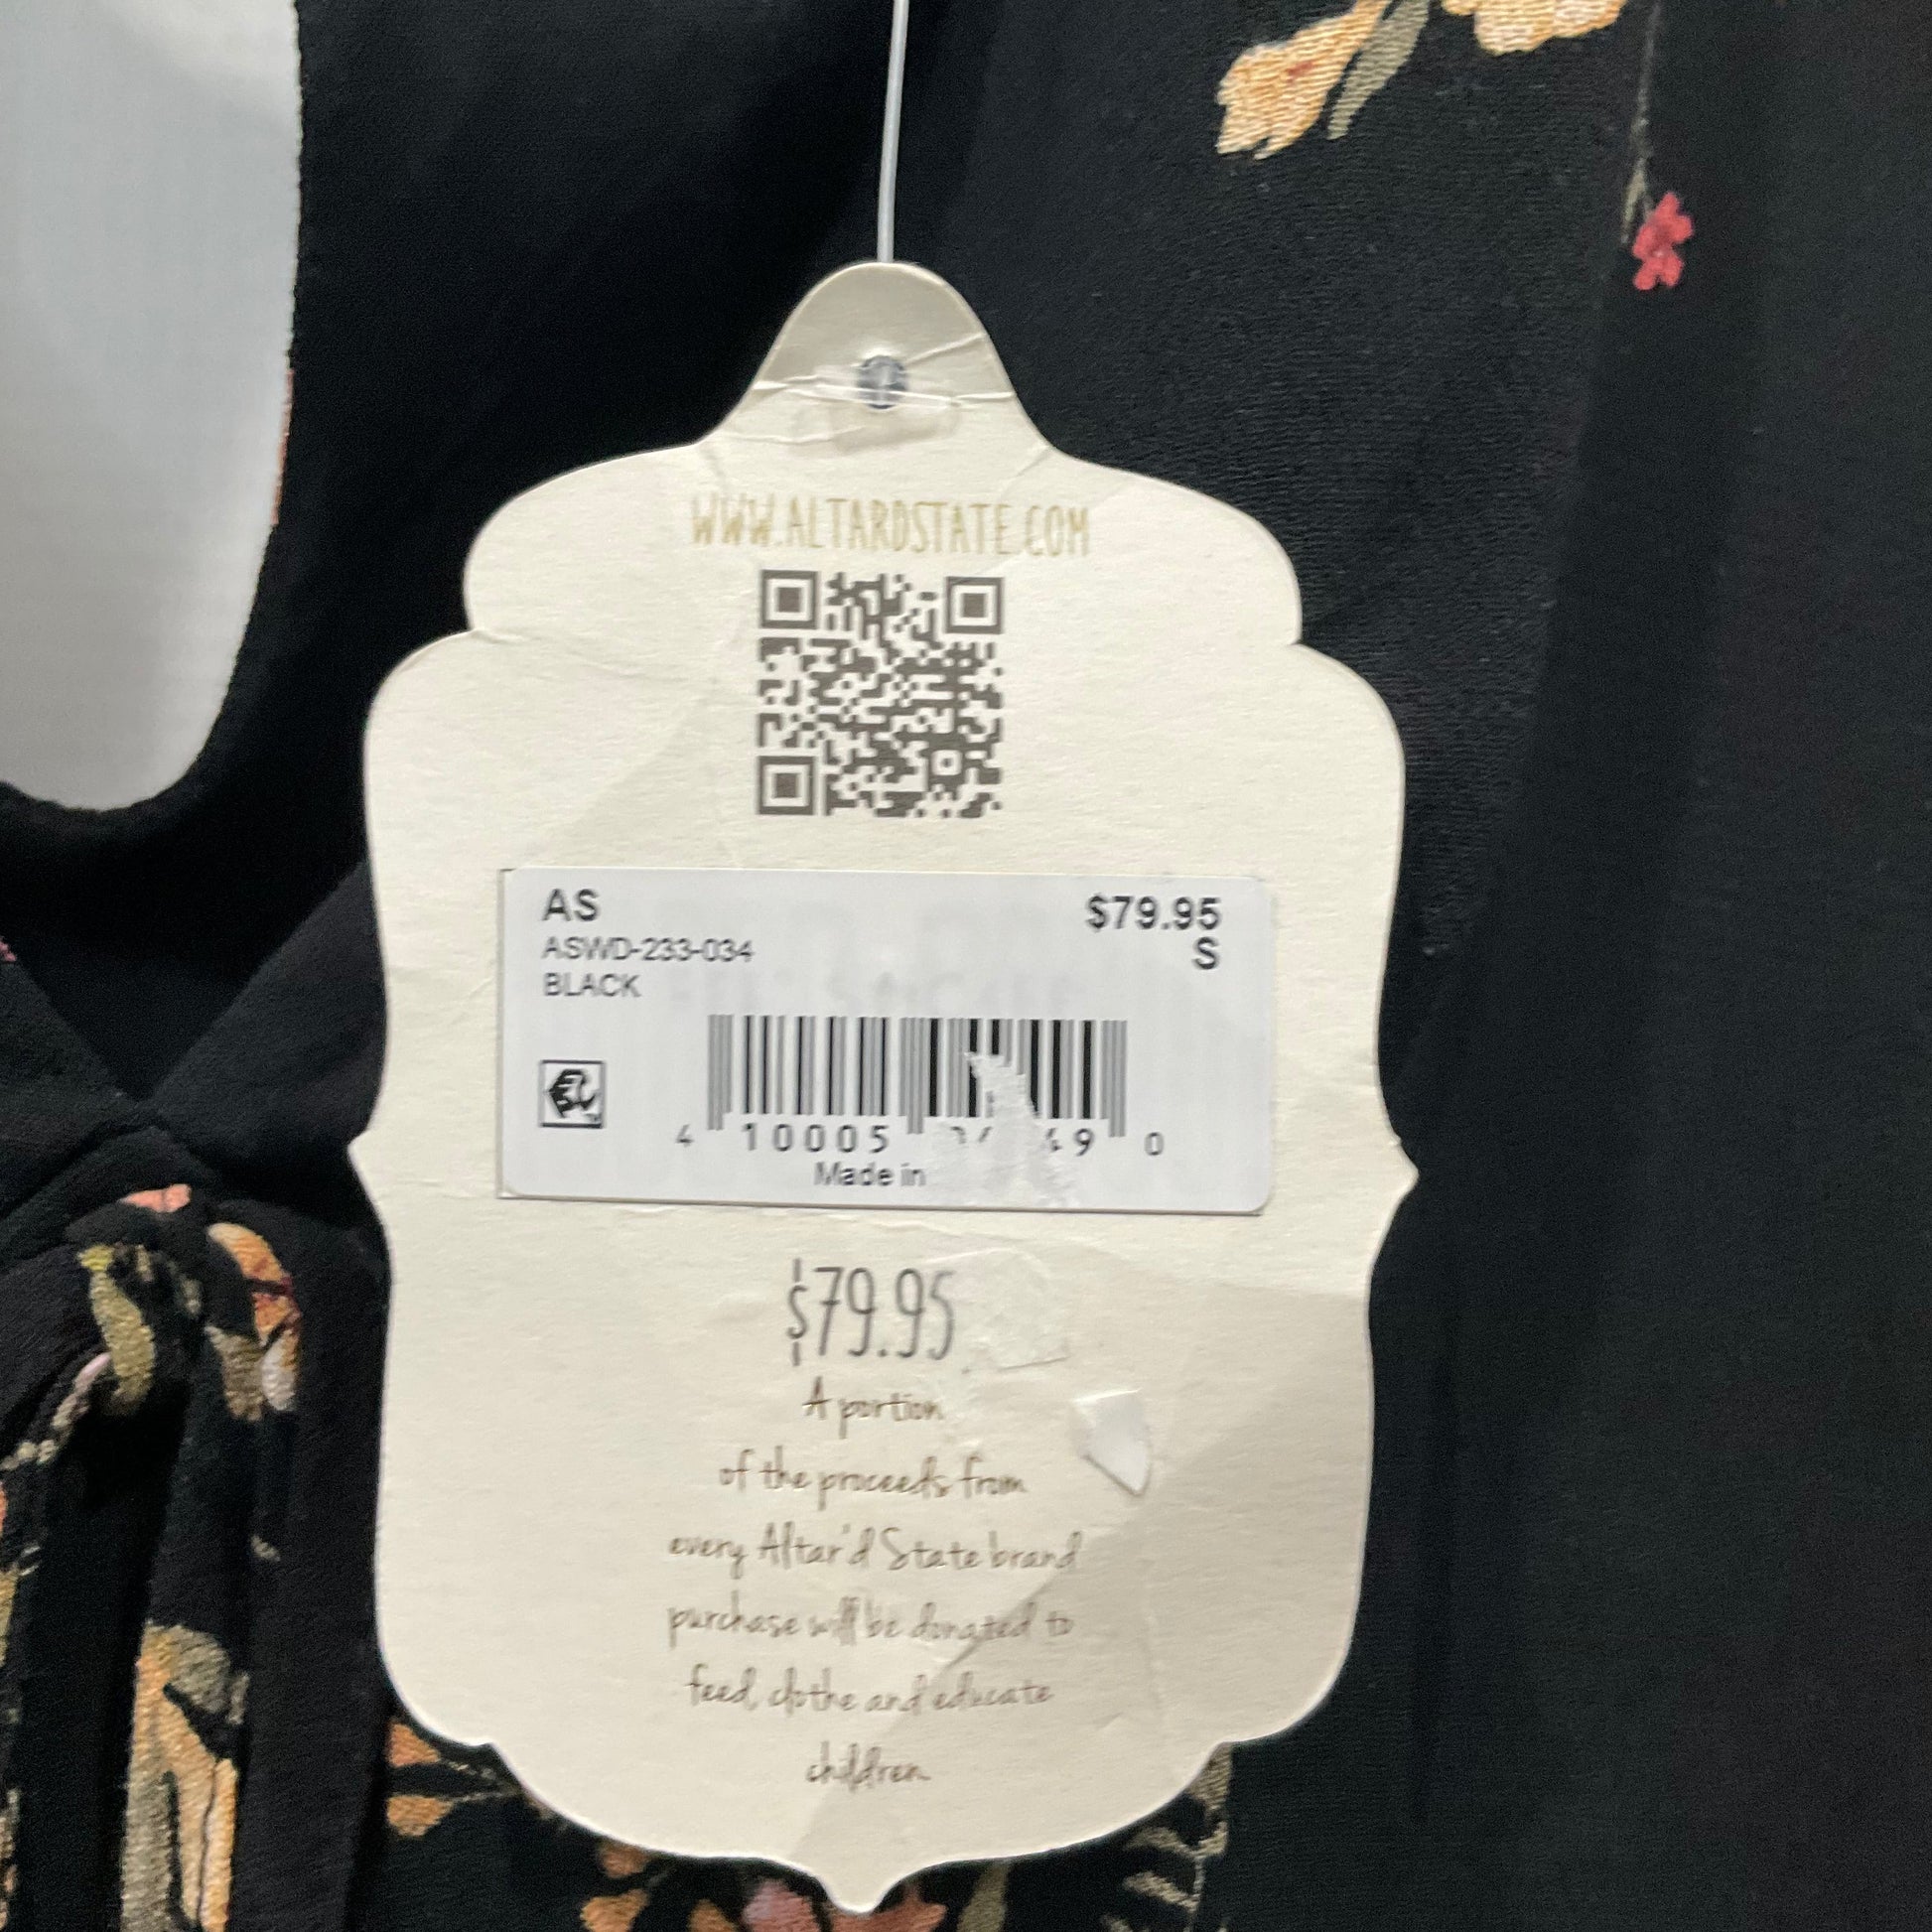 WWW.ALTARDSTATE.COM
AS
$79.95
ASWD-233-034
S
BLACK
4 10005 0
Made in
$79.95
A portion
of the proceeds from
every Altar'd State brand
purchase will be donated to
feed, clothe and educate
children.